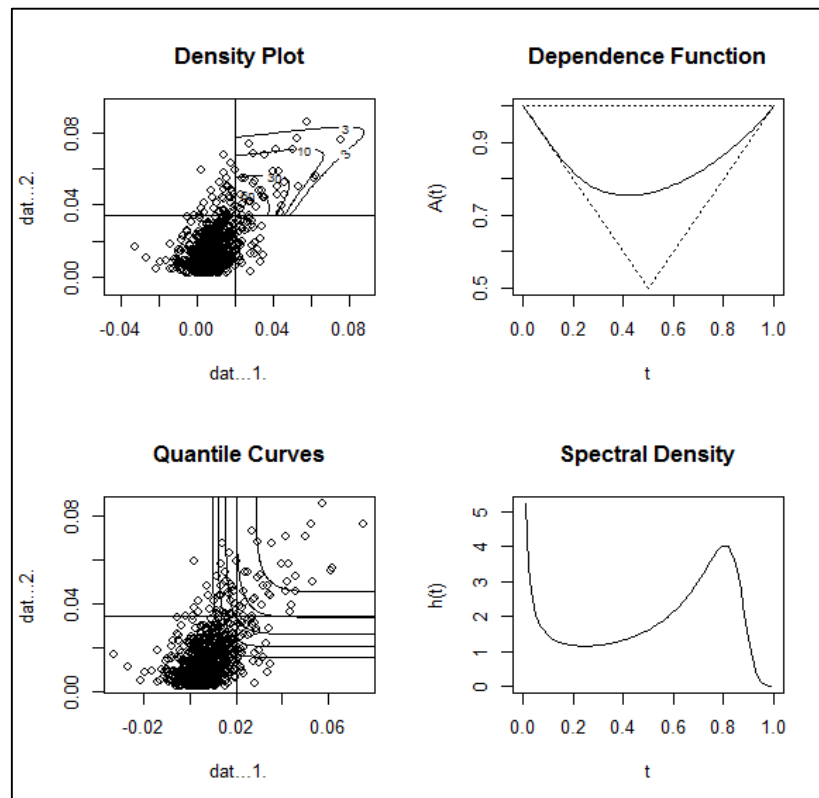 Density Plot
dat...2.
0.00 0.04 0.08
3
10
5
30
50
-0.04 0.00 0.04 0.08
dat...1.
Dependence Function
A(t)
0.5 0.7 0.9
0.0 0.2 0.4 0.6 0.8 1.0
t
Quantile Curves
dat...2.
0.00 0.04 0.08
-0.02 0.02 0.06
dat...1.
Spectral Density
h(t)
0 1 2 3 4 5
0.0 0.2 0.4 0.6 0.8 1.0
t